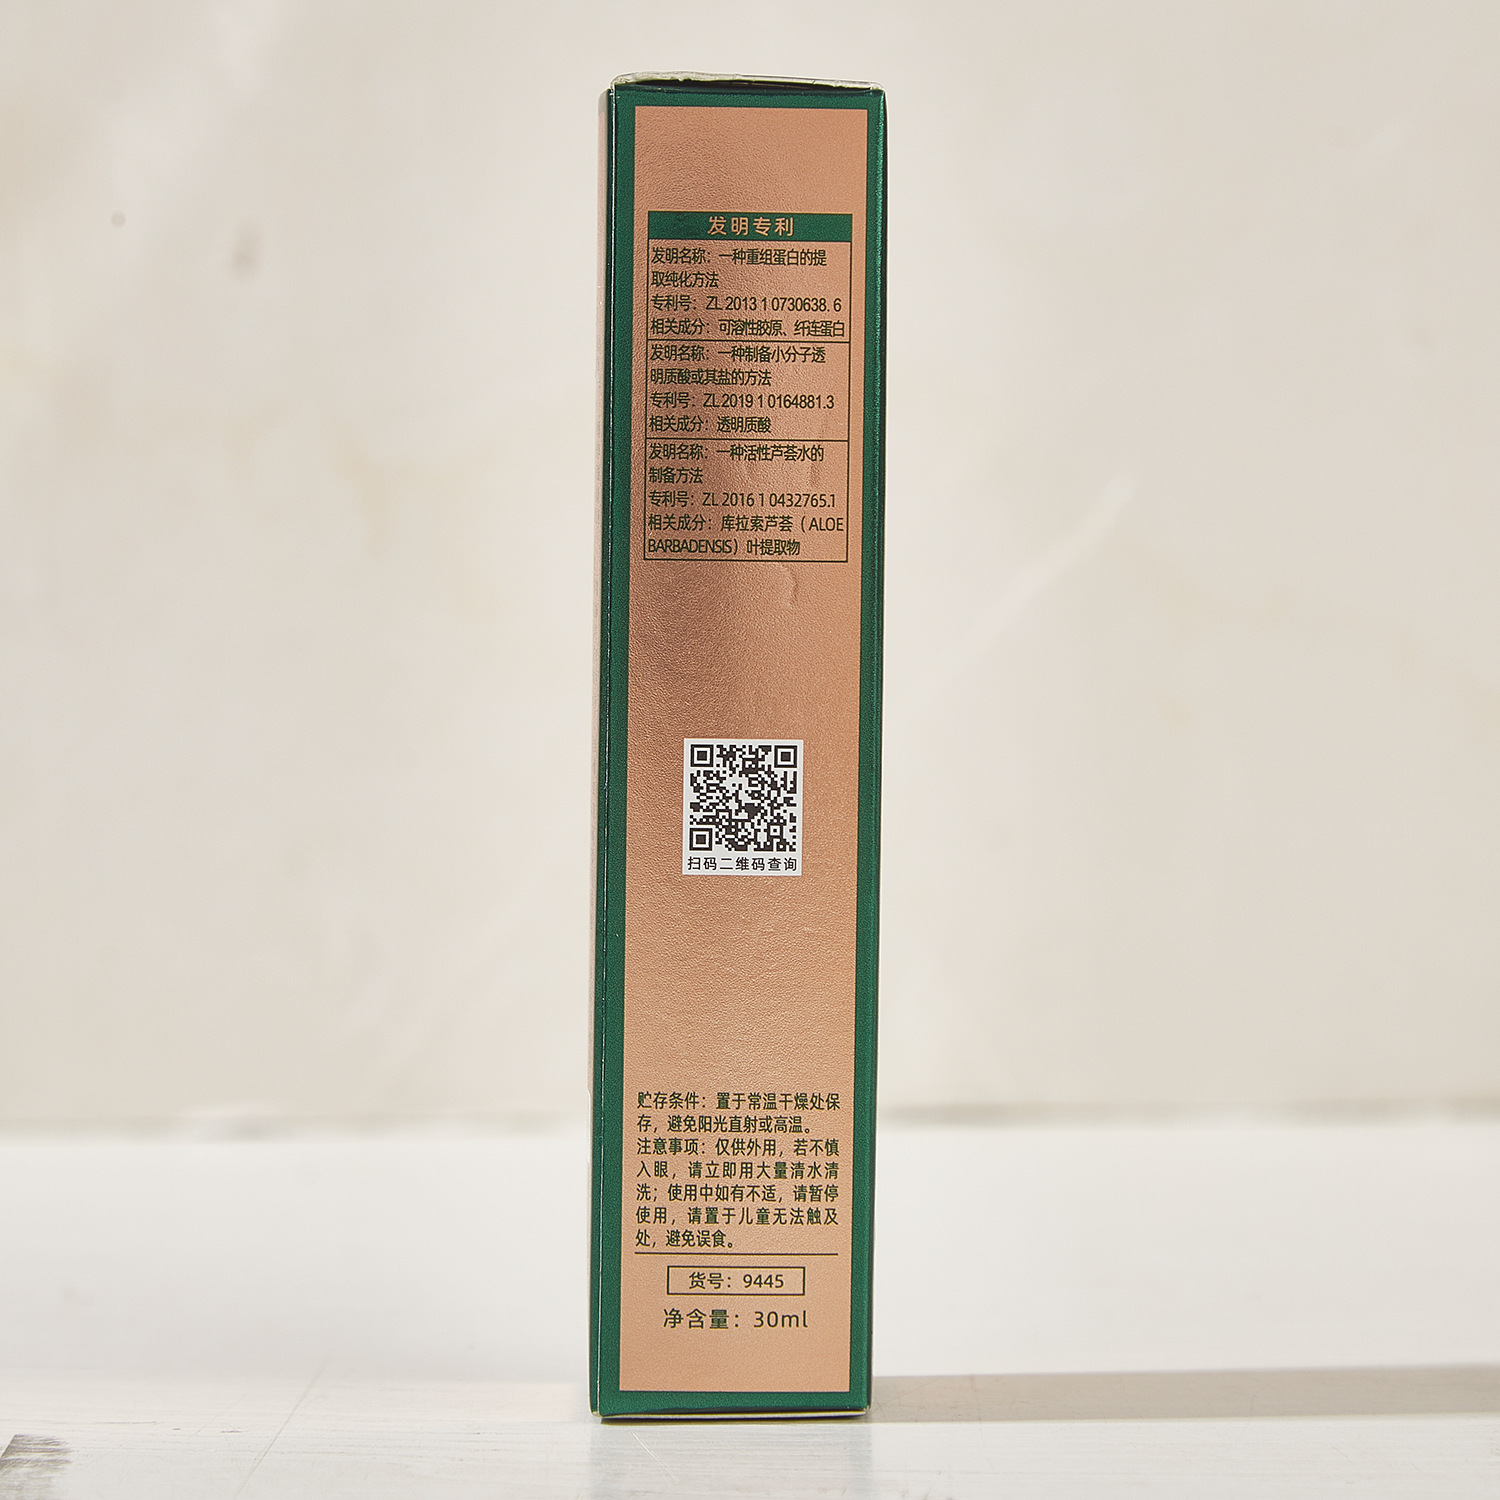 发明专利
发明名称：一种重组蛋白的提
取纯化方法
专利号：ZL 2013 1 0730638. 6
相关成分：可溶性胶原、纤连蛋白
发明名称：一种制备小分子透
明质酸或其盐的方法
专利号：ZL 2019 1 0164881.3
相关成分：透明质酸
发明名称：一种活性芦荟水的
制备方法
专利号：ZL 2016 1 0432765.1
相关成分：库拉索芦荟（ALOE
BARBADENSIS）叶提取物
扫码二维码查询
贮存条件：置于常温干燥处保
存，避免阳光直射或高温。
注意事项：仅供外用，若不慎
入眼，请立即用大量清水清
洗；使用中如有不适，请暂停
使用，请置于儿童无法触及
处，避免误食。
货号：9445
净含量：30ml